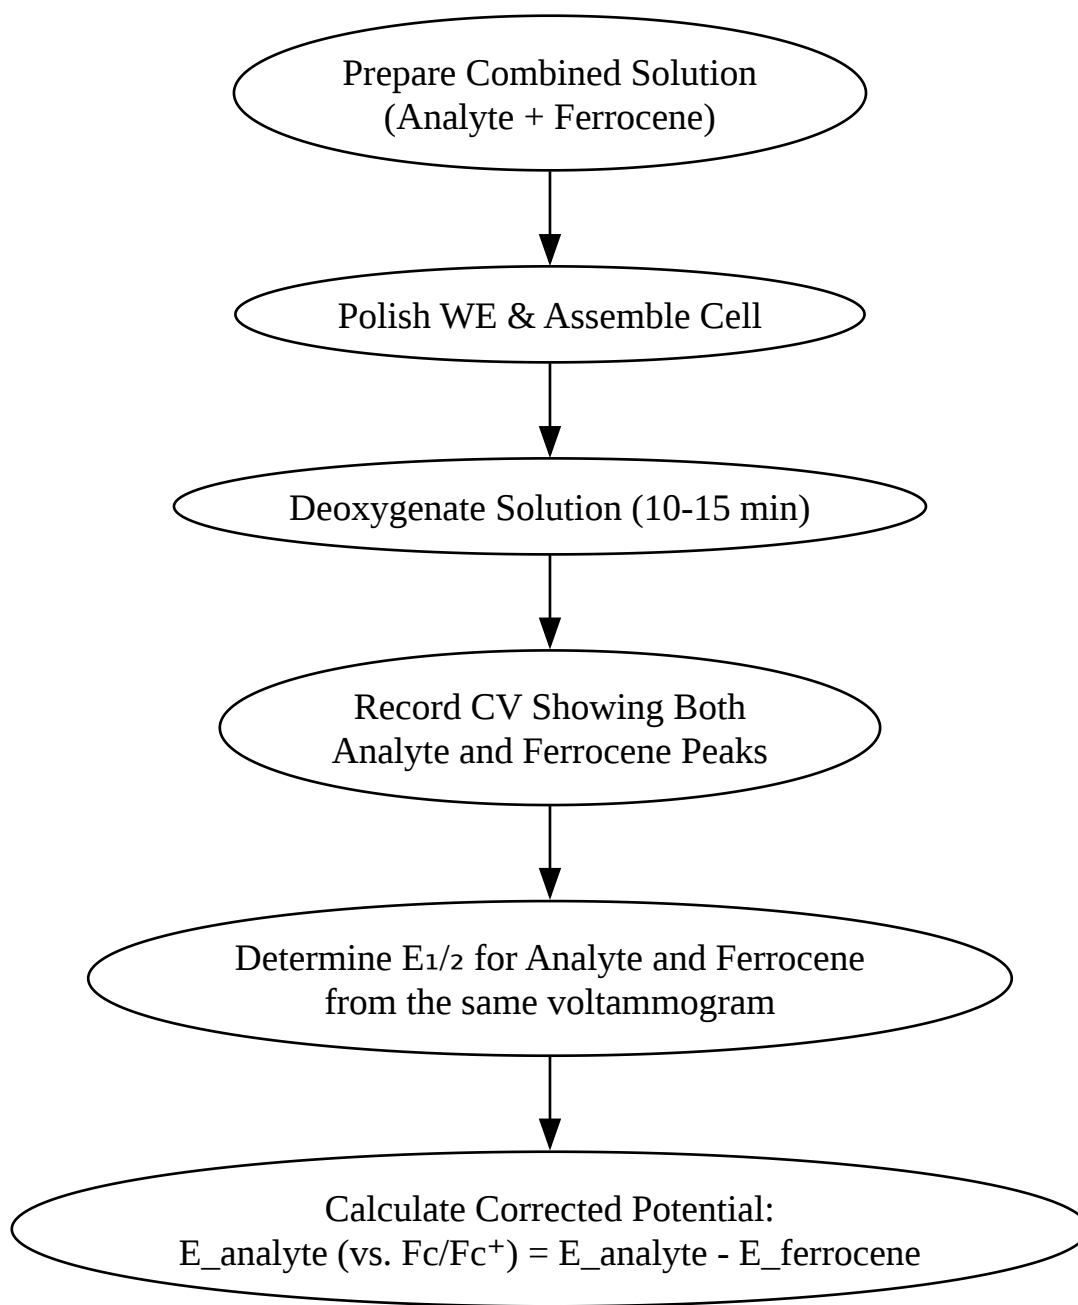 Prepare Combined Solution
(Analyte + Ferrocene)
Polish WE & Assemble Cell
Deoxygenate Solution (10-15 min)
Record CV Showing Both
Analyte and Ferrocene Peaks
Determine E₁/₂ for Analyte and Ferrocene
from the same voltammogram
Calculate Corrected Potential:
E_analyte (vs. Fc/Fc⁺) = E_analyte - E_ferrocene